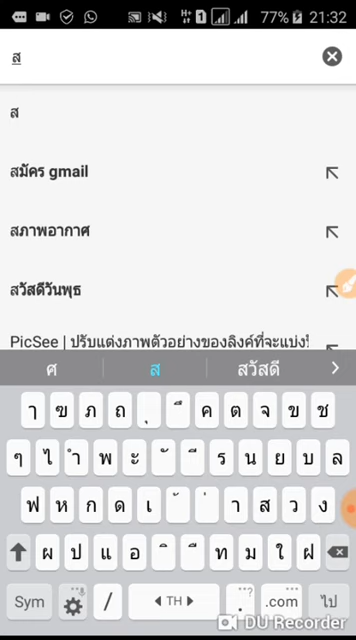 77% 21:32
ส
ส
สมัคร gmail
สภาพอากาศ
สวัสดีวันพุธ
PicSee | ปรับแต่งภาพตัวอย่างของลิงค์ที่จะแบ่ง
ศ ส สวัสดี
ๅ ข ภ ถ ุ ึ ค ต จ ข ช
ๆ ไ ำ พ ะ ั ี ร น ย บ ล
ฟ ห ก ด เ ้ ่ า ส ว ง
ผ ป แ อ ิ ื ท ม ใ ฝ
Sym / TH . .com ไป
DU Recorder